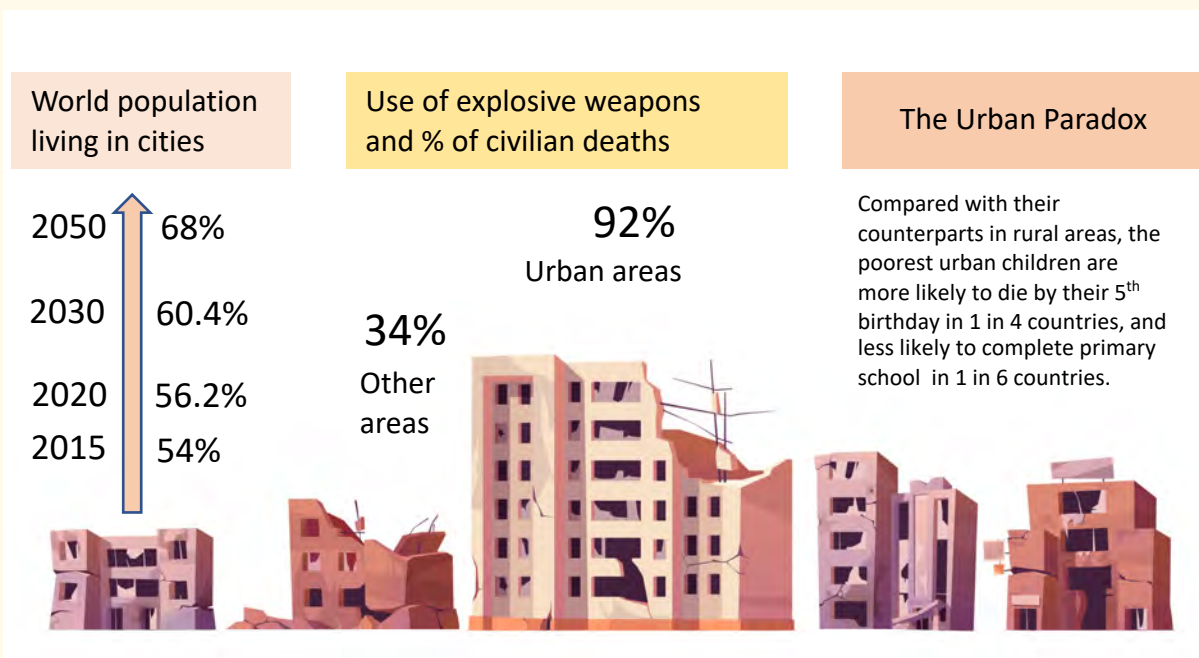 World population
living in cities
2050 68%
2030 60.4%
2020 56.2%
2015 54%
Use of explosive weapons
and % of civilian deaths
92%
Urban areas
34%
Other
areas
The Urban Paradox
Compared with their
counterparts in rural areas, the
poorest urban children are
more likely to die by their 5th
birthday in 1 in 4 countries, and
less likely to complete primary
school in 1 in 6 countries.